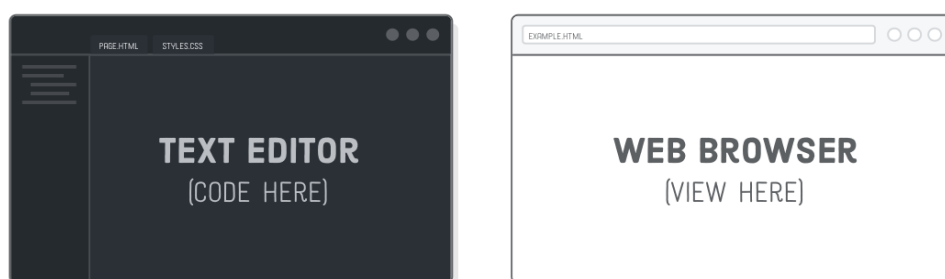 PAGE.HTML STYLES.CSS
TEXT EDITOR
(CODE HERE)
EXAMPLE.HTML
WEB BROWSER
(VIEW HERE)